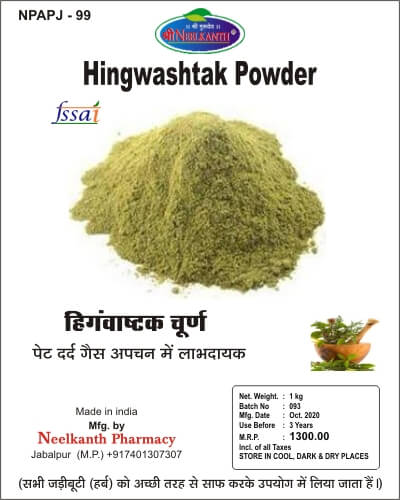 NPAPJ - 99
॥ श्री गुरुदेव ॥
श्री NEELKANTH
Hingwashtak Powder
fssai
हिगंवाष्टक चूर्ण
पेट दर्द गैस अपचन में लाभदायक
Made in india
Mfg. by
Neelkanth Pharmacy
Jabalpur (M.P.) +917401307307
Net. Weight. : 1 kg
Batch No : 093
Mfg. Date : Oct. 2020
Use Before : 3 Years
M.R.P. : 1300.00
Incl. of all Taxes
STORE IN COOL, DARK & DRY PLACES
(सभी जड़ीबूटी (हर्ब) को अच्छी तरह से साफ करके उपयोग में लिया जाता हैं।)